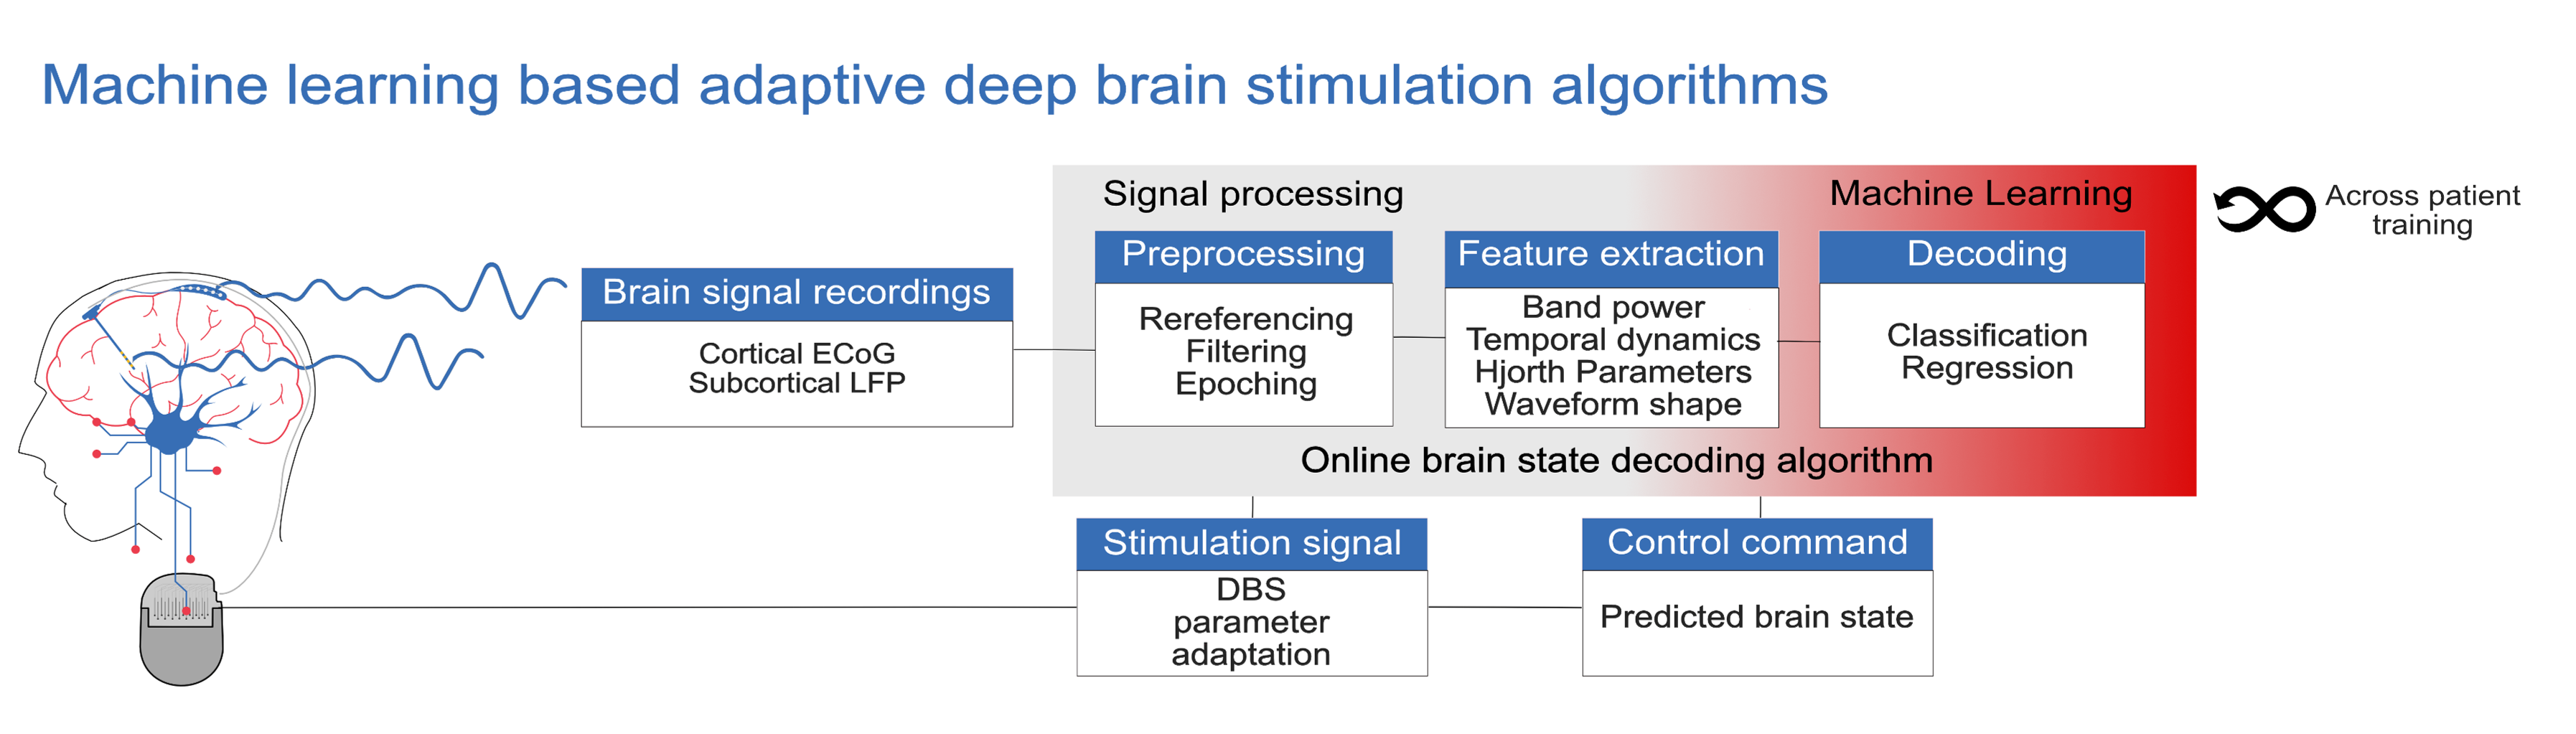 Machine learning based adaptive deep brain stimulation algorithms
Signal processing
Machine Learning
Across patient
training
Brain signal recordings
Cortical ECoG
Subcortical LFP
Preprocessing
Rereferencing
Filtering
Epoching
Feature extraction
Band power
Temporal dynamics
Hjorth Parameters
Waveform shape
Decoding
Classification
Regression
Online brain state decoding algorithm
Stimulation signal
DBS
parameter
adaptation
Control command
Predicted brain state